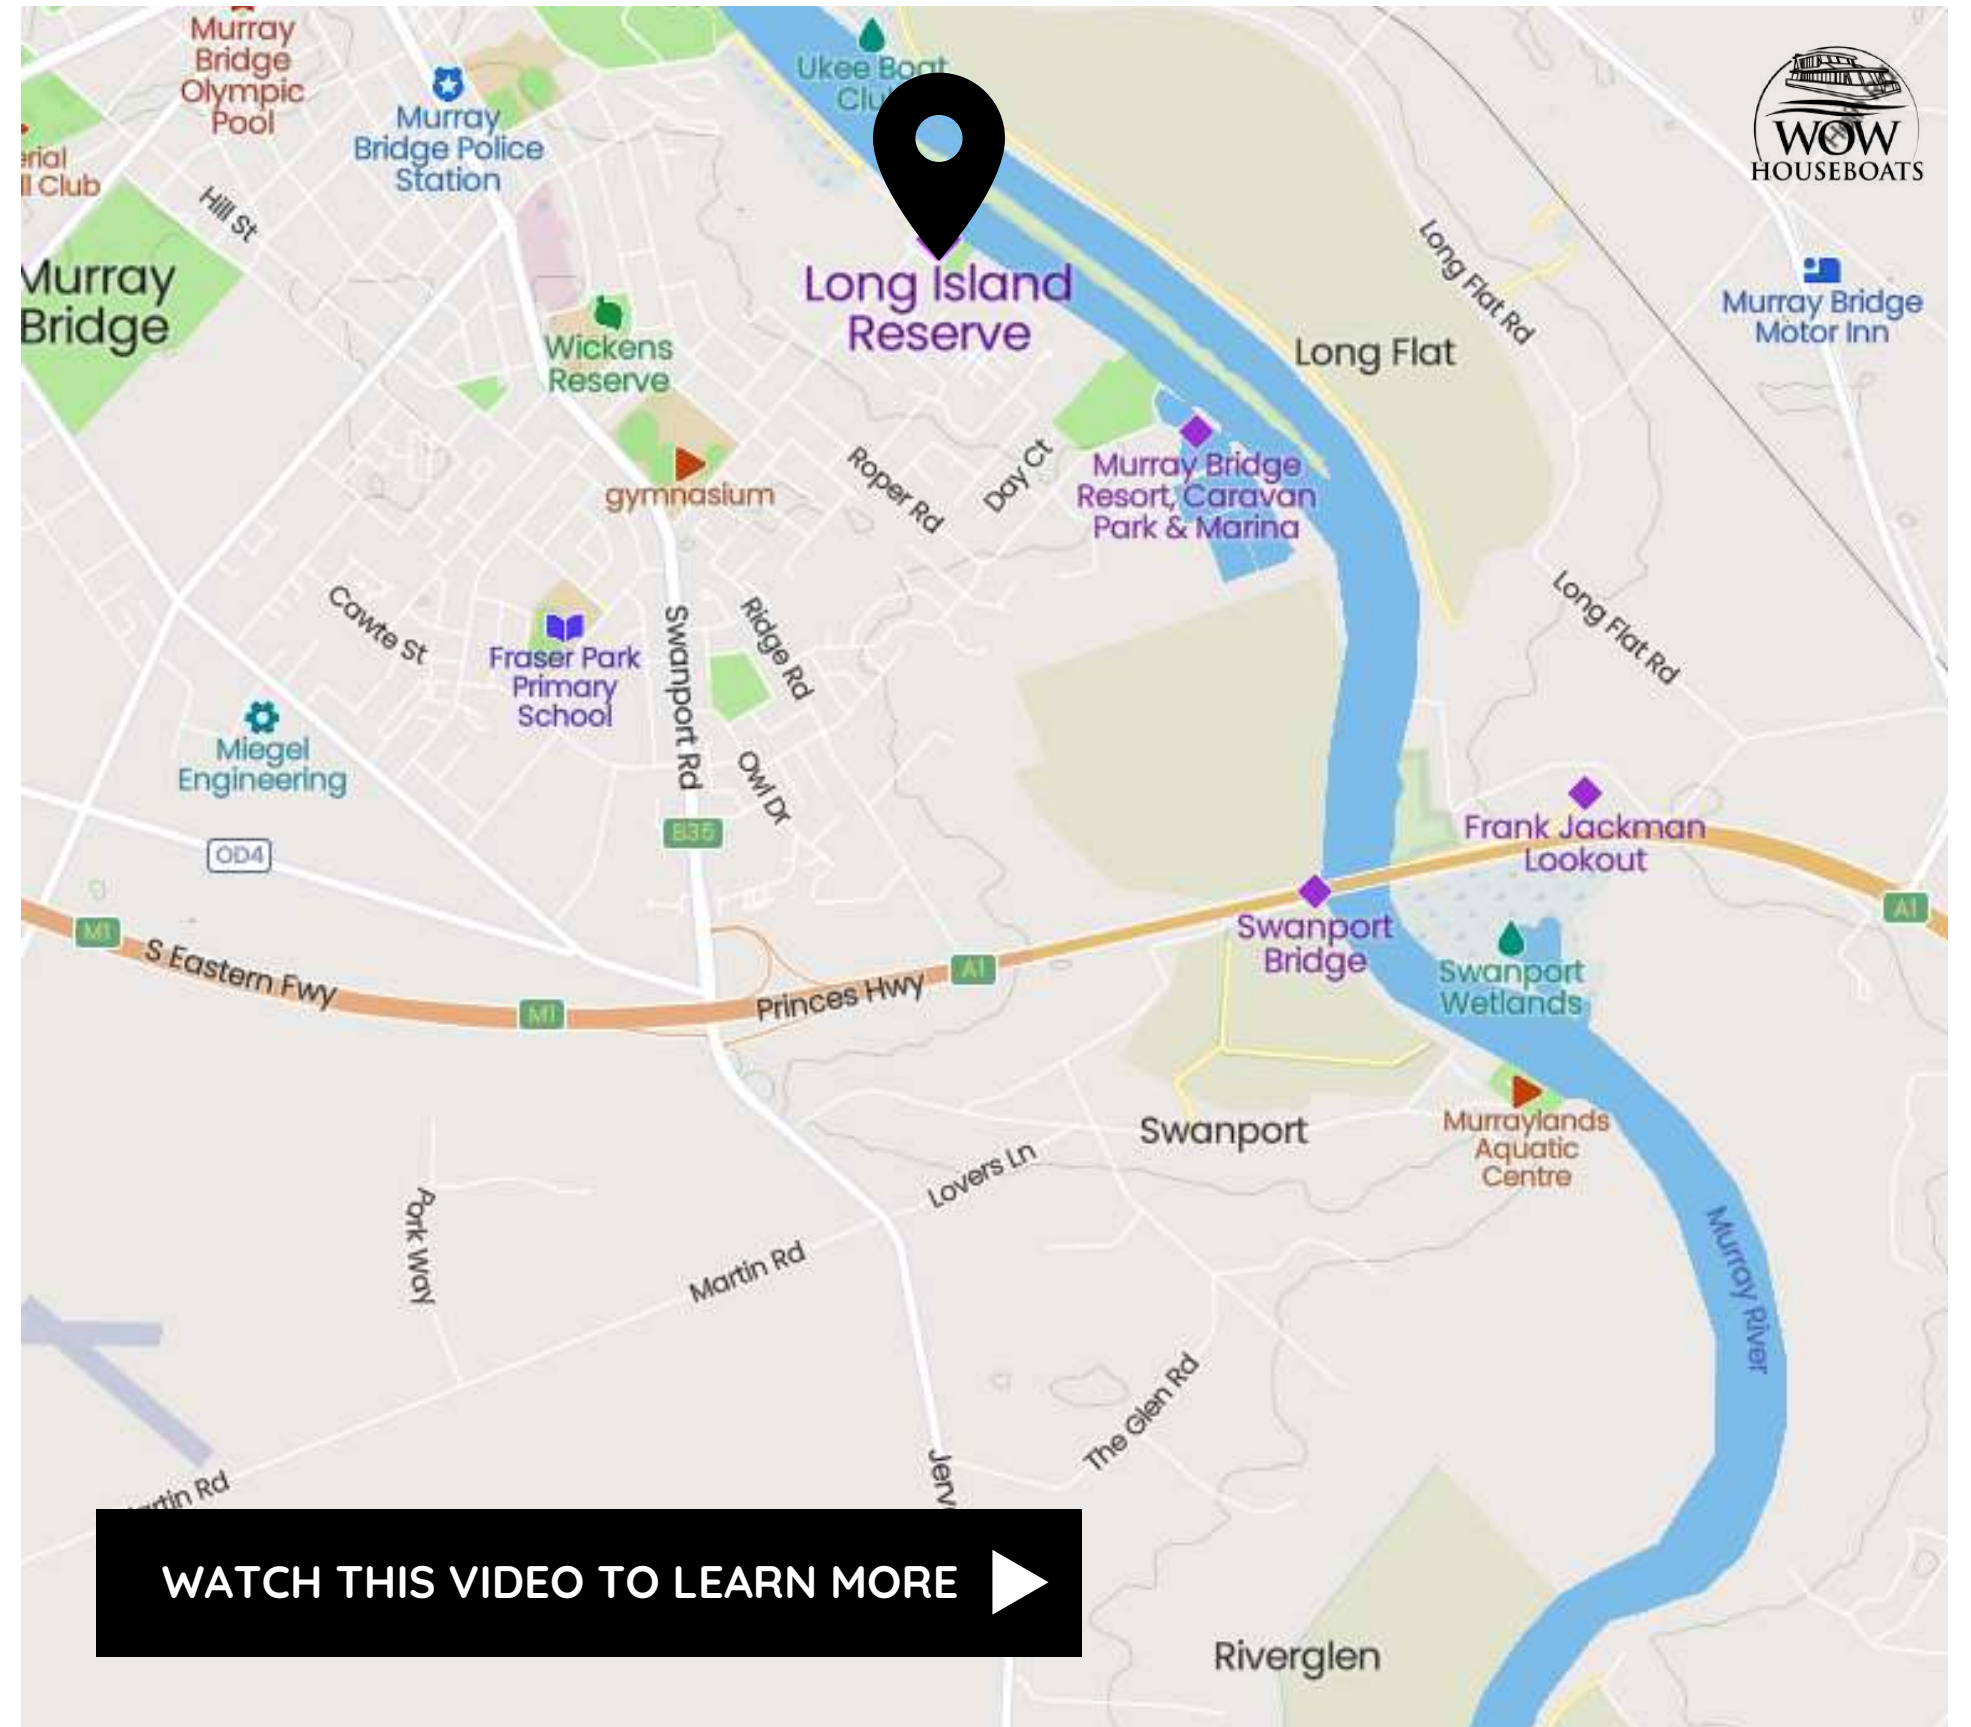 Murray
Bridge
Olympic
Pool
Ukee Boat
Murray
Bridge Police
Station
WOW
HOUSEBOATS
erial
Club
Hill St
Murray
Bridge
Long Island
Reserve
Long Flat Rd
Murray Bridge
Motor Inn
Wickens
Reserve
Long Flat
gymnasium
Roper Rd
Day Ct
Murray Bridge
Resort, Caravan
Park & Marina
Cawte St
Fraser Park
Primary
School
Swanport Rd
Ridge Rd
Long Flat Rd
Miegel
Engineering
Owl Dr
B35
OD4
Frank Jackman
Lookout
M1
S Eastern Fwy
A1
Swanport
Bridge
Swanport
Wetlands
M1
Princes Hwy
A1
Swanport
Murraylands
Aquatic
Centre
Lovers Ln
Park Way
Martin Rd
Murray River
The Glen Rd
Jerv
artin Rd
WATCH THIS VIDEO TO LEARN MORE
Riverglen